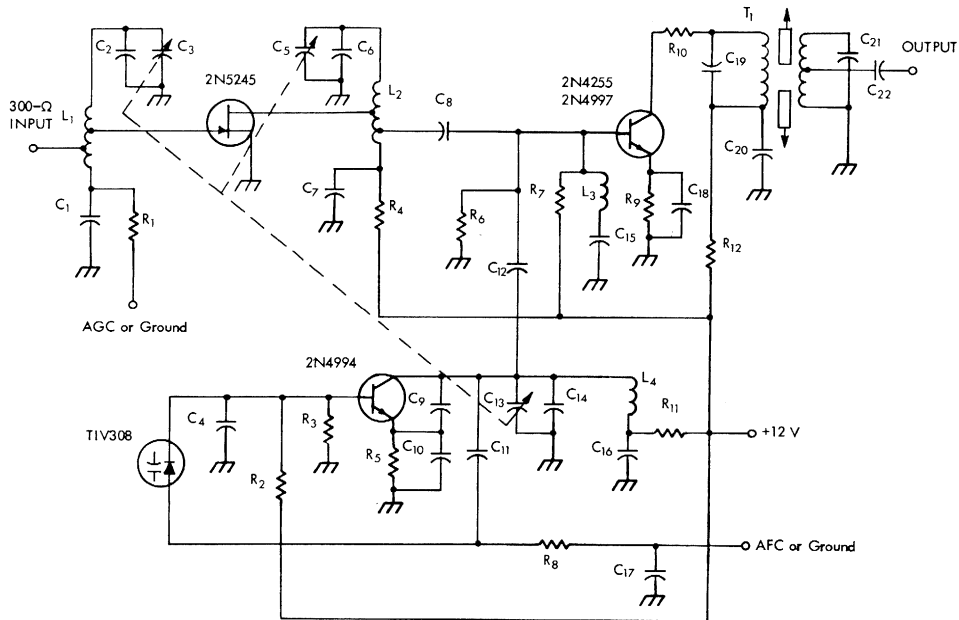 T1
C2
C3
C5
C6
C21
OUTPUT
R10
C19
2N5245
2N4255
2N4997
C22
300-Ω
INPUT
L1
L2
C8
C20
C7
R7
L3
R9
C18
C1
R1
R4
R6
C15
R12
C12
AGC or Ground
2N4994
L4
C9
C13
C14
R11
C4
R3
TIV308
+12 V
R5
C10
C11
C16
R2
AFC or Ground
R8
C17